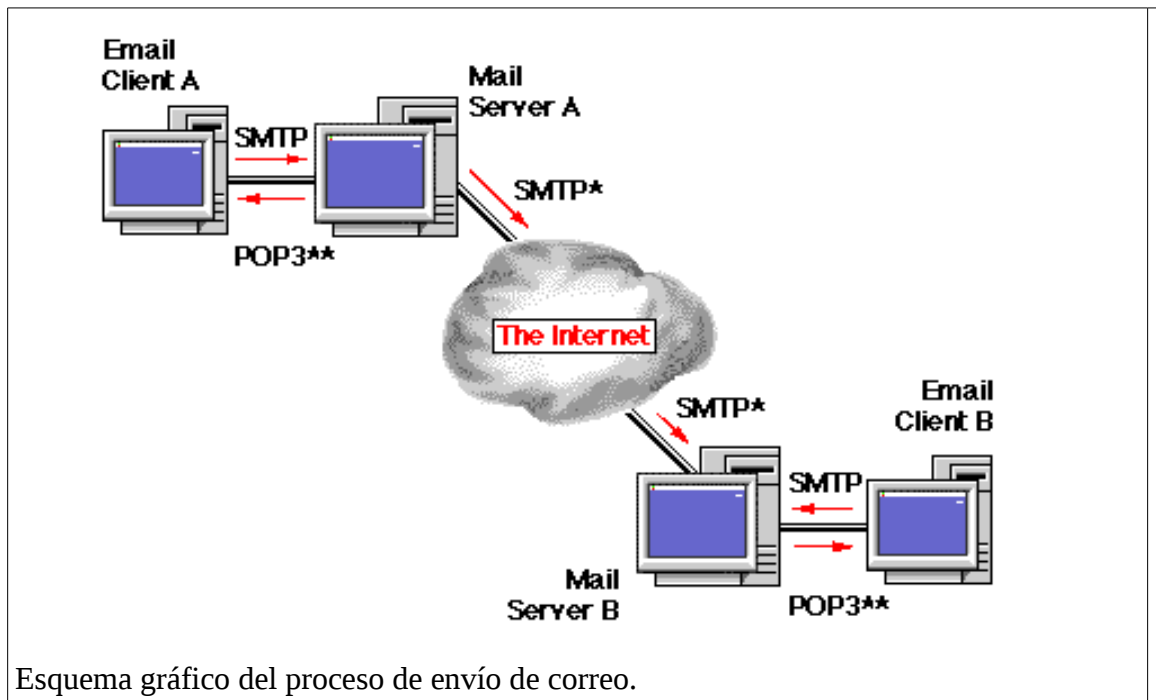 Email
Client A
Mail
Server A
SMTP
SMTP*
POP3**
The Internet
SMTP*
Email
Client B
SMTP
Mail
Server B
POP3**
Esquema gráfico del proceso de envío de correo.